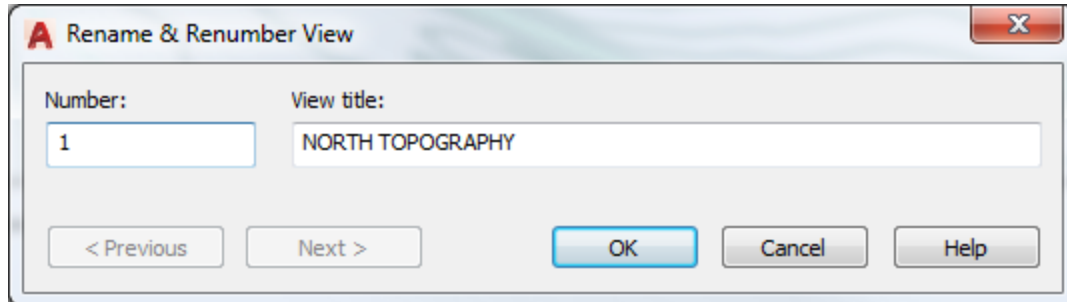 Rename & Renumber View
Number: View title:
1 NORTH TOPOGRAPHY
< Previous Next > OK Cancel Help